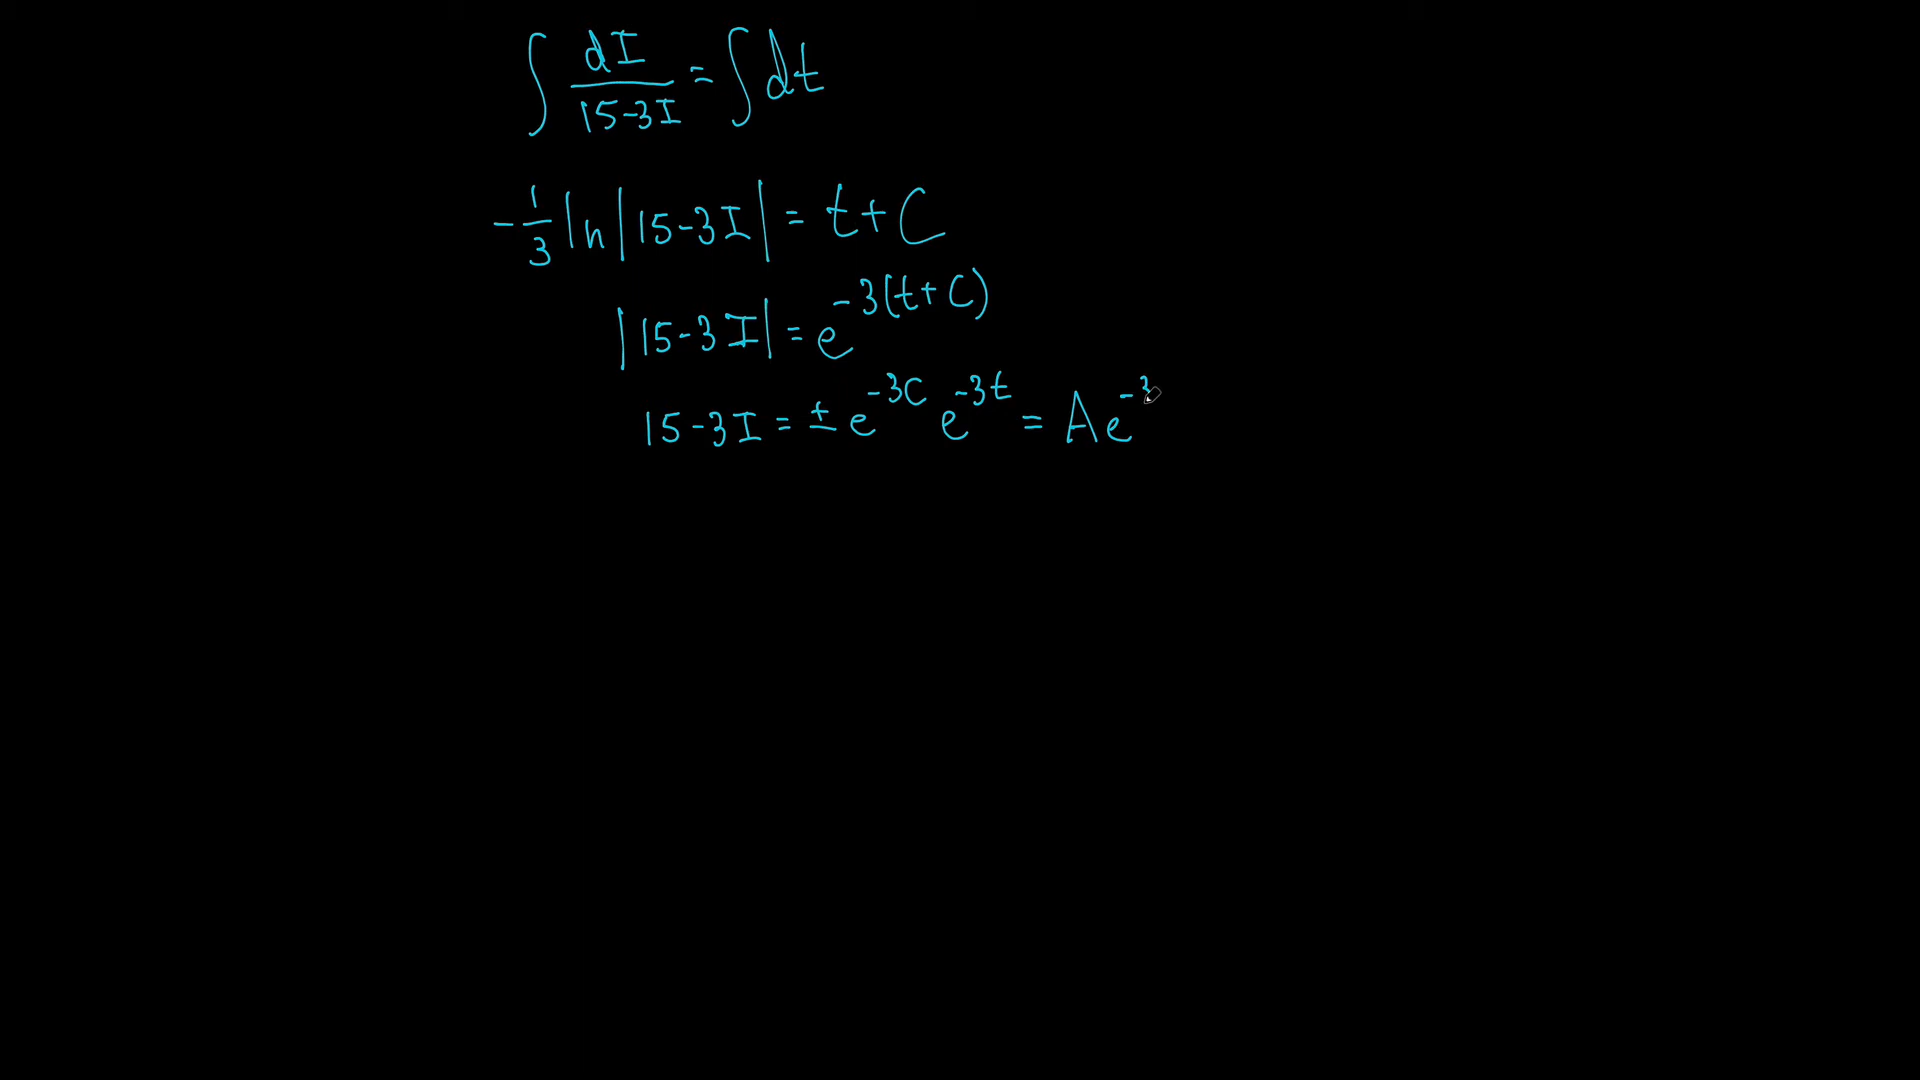 ∫ dI/(15-3I) = ∫ dt
-1/3 ln|15-3I| = t+C
|15-3I| = e^{-3(t+C)}
15-3I = ± e^{-3C} e^{-3t} = Ae^{-3